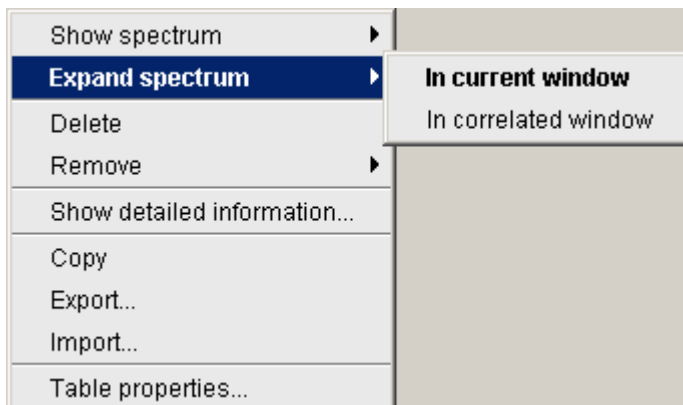 Show spectrum
Expand spectrum
In current window
Delete
In correlated window
Remove
Show detailed information...
Copy
Export...
Import...
Table properties...